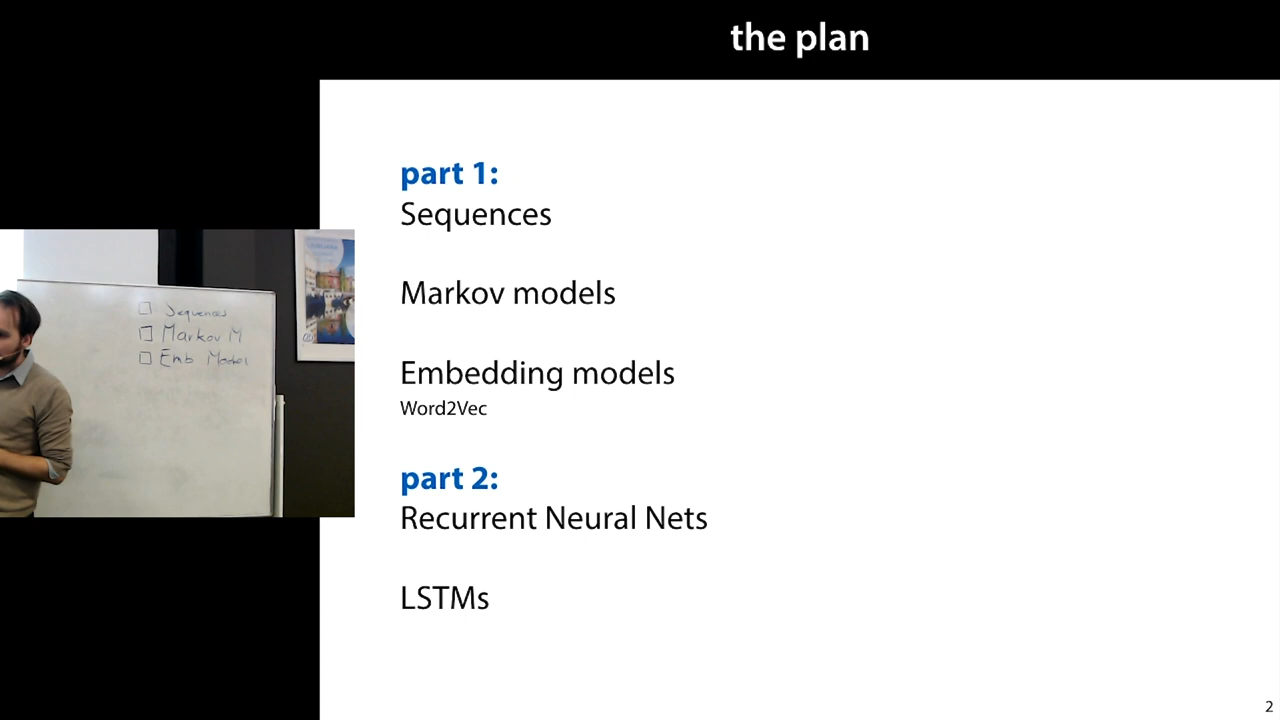 the plan
part 1:
Sequences
Markov models
Embedding models
Word2Vec
part 2:
Recurrent Neural Nets
LSTMs
2
Sequences
Markov M
Emb Model